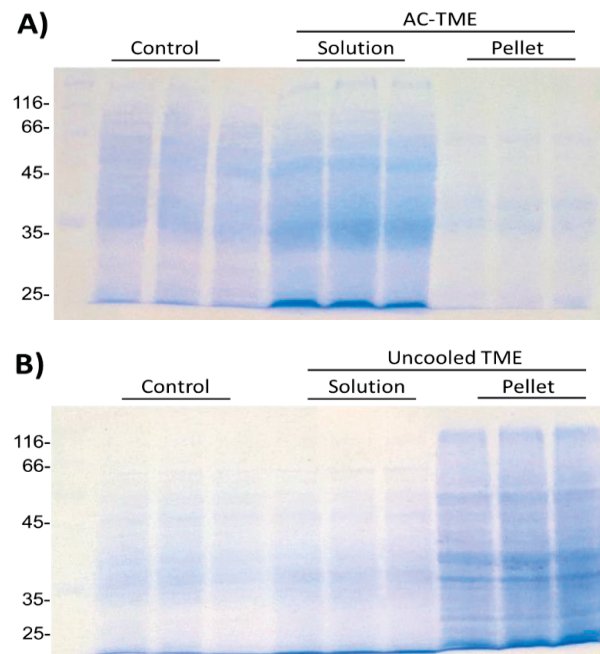 A)
AC-TME
Control Solution Pellet
116-
66-
45-
35-
25-
B)
Uncooled TME
Control Solution Pellet
116-
66-
45-
35-
25-